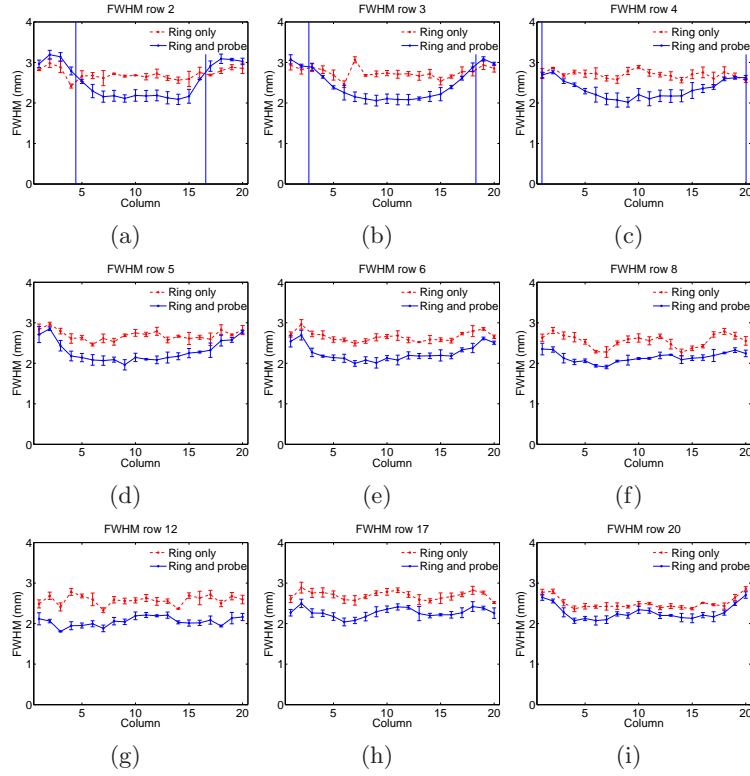 FWHM row 2
FWHM row 3
FWHM row 4
4
3
2
1
0
FWHM (mm)
Ring only
Ring and probe
5
10
15
20
Column
4
3
2
1
0
FWHM (mm)
Ring only
Ring and probe
5
10
15
20
Column
4
3
2
1
0
FWHM (mm)
Ring only
Ring and probe
5
10
15
20
Column
(a)
(b)
(c)
FWHM row 5
FWHM row 6
FWHM row 8
4
3
2
1
0
FWHM (mm)
Ring only
Ring and probe
5
10
15
20
Column
4
3
2
1
0
FWHM (mm)
Ring only
Ring and probe
5
10
15
20
Column
4
3
2
1
0
FWHM (mm)
Ring only
Ring and probe
5
10
15
20
Column
(d)
(e)
(f)
FWHM row 12
FWHM row 17
FWHM row 20
4
3
2
1
0
FWHM (mm)
Ring only
Ring and probe
5
10
15
20
Column
4
3
2
1
0
FWHM (mm)
Ring only
Ring and probe
5
10
15
20
Column
4
3
2
1
0
FWHM (mm)
Ring only
Ring and probe
5
10
15
20
Column
(g)
(h)
(i)